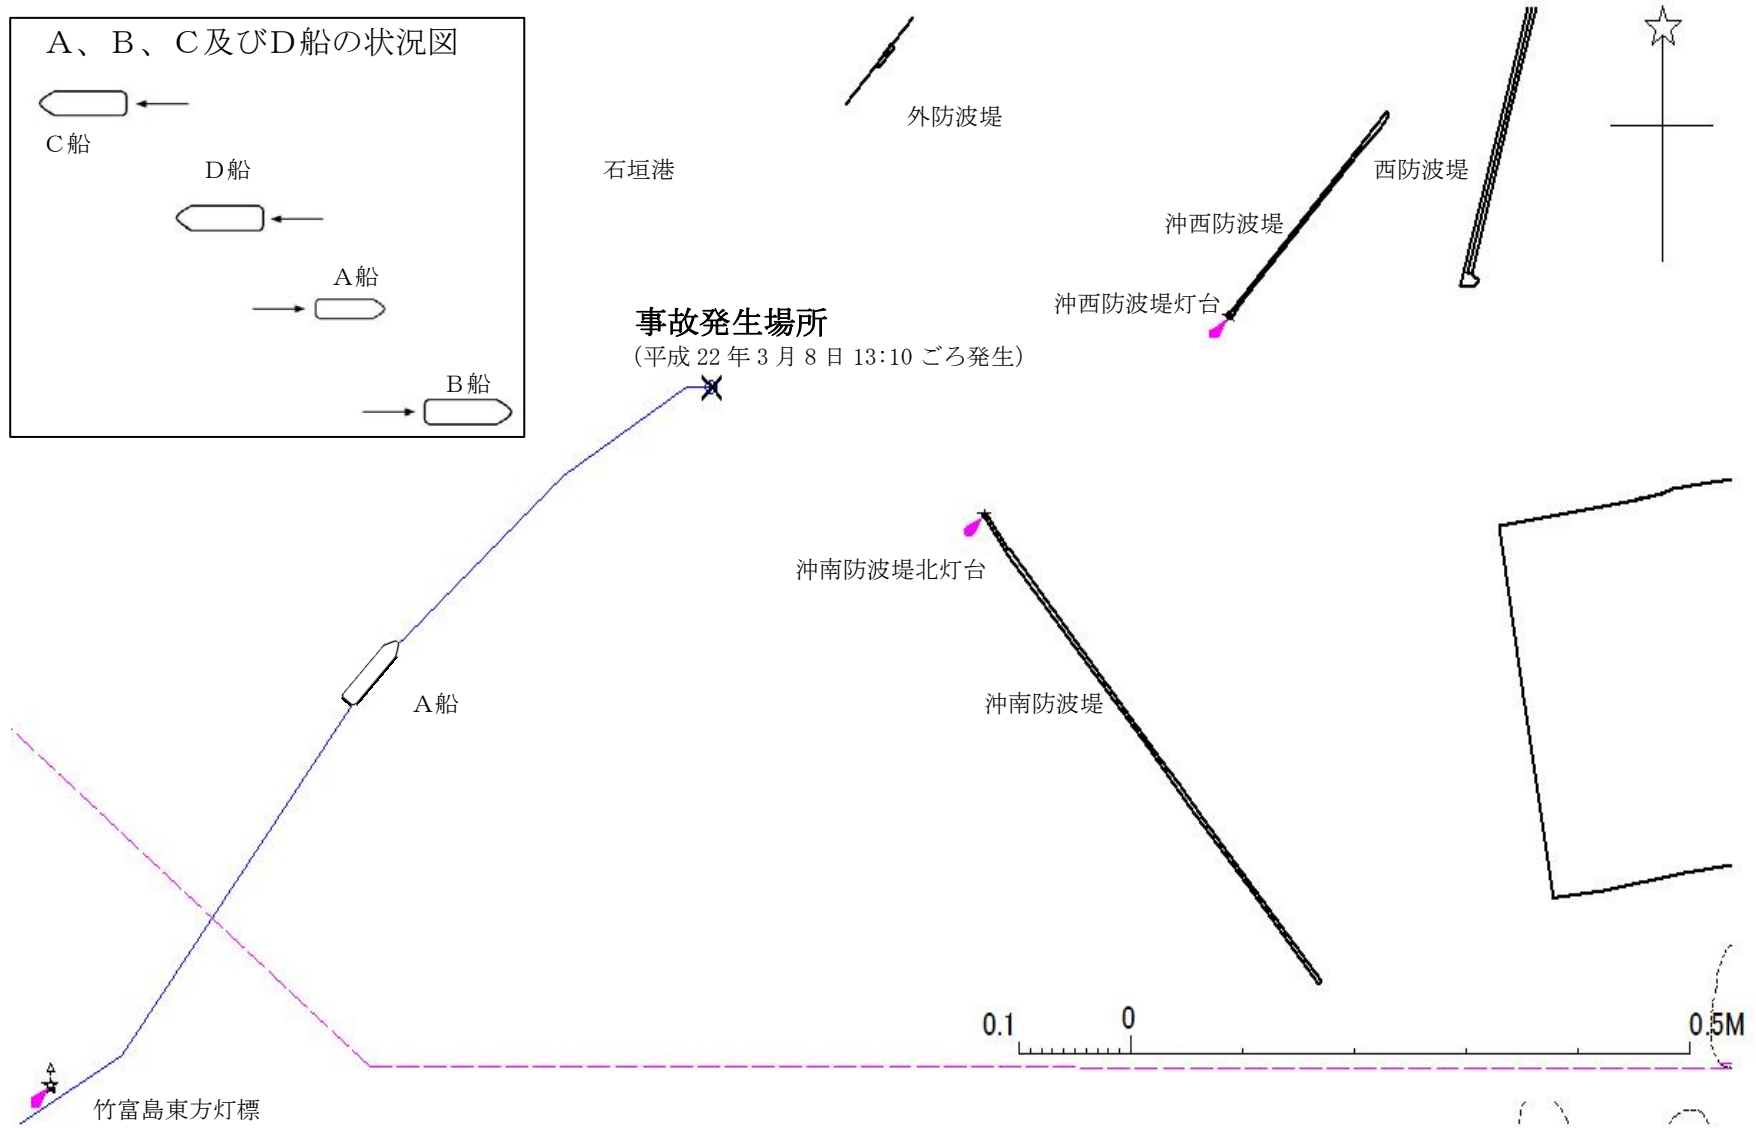 A、B、C及びD船の状況図
C船
D船
A船
B船
外防波堤
石垣港
西防波堤
沖西防波堤
沖西防波堤灯台
事故発生場所
(平成 22 年 3 月 8 日 13:10 ごろ発生)
沖南防波堤北灯台
A船
沖南防波堤
0.1
0
0.5M
竹富島東方灯標